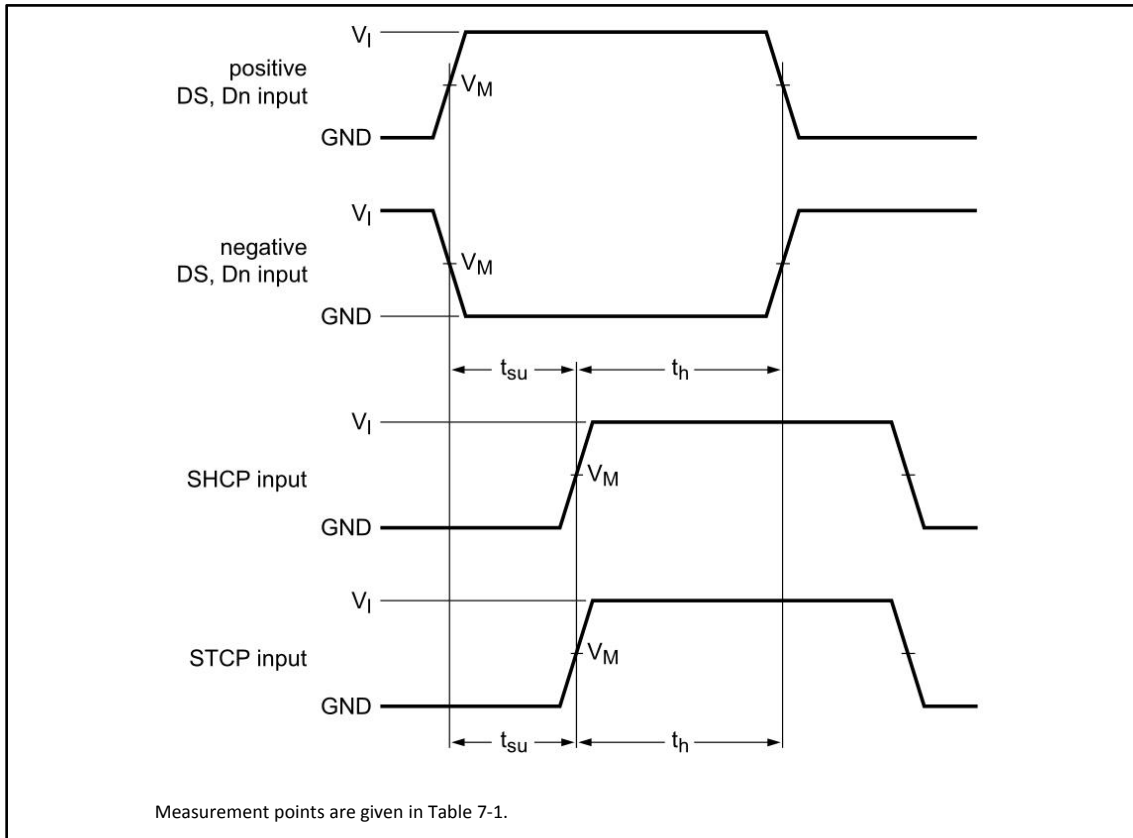 VI
positive
DS, Dn input
VM
GND
VI
negative
DS, Dn input
VM
GND
tsu
th
VI
SHCP input
VM
GND
VI
STCP input
VM
GND
tsu
th
Measurement points are given in Table 7-1.